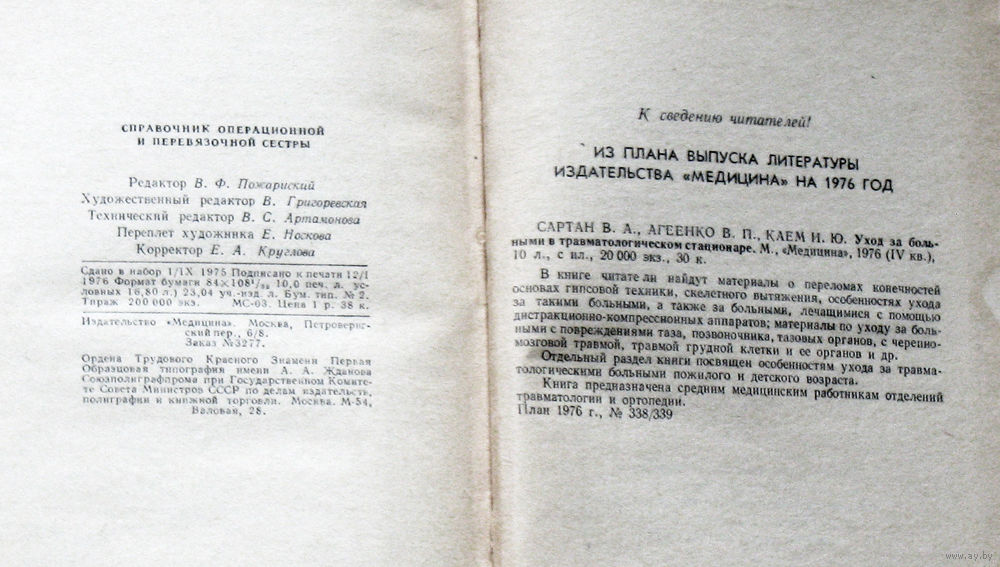 СПРАВОЧНИК ОПЕРАЦИОННОЙ
И ПЕРЕВЯЗОЧНОЙ СЕСТРЫ
Редактор В. Ф. Пожариский
Художественный редактор В. Григоревская
Технический редактор В. С. Артамонова
Переплет художника Е. Носкова
Корректор Е. А. Круглова
Сдано в набор 1/IX 1975 Подписано к печати 12/I
1976 Формат бумаги 84×108¹/₃₂ 10,0 печ. л. (ус-
ловных 16,80 л.) 23,04 уч.-изд. л. Бум. тип. № 2.
Тираж 200 000 экз. МС-03. Цена 1 р. 38 к.
Издательство «Медицина». Москва, Петровериг-
ский пер., 6/8.
Заказ №3277.
Ордена Трудового Красного Знамени Первая
Образцовая типография имени А. А. Жданова
Союзполиграфпрома при Государственном Комите-
те Совета Министров СССР по делам издательств,
полиграфии и книжной торговли. Москва. М-54,
Валовая, 28.
К сведению читателей!
ИЗ ПЛАНА ВЫПУСКА ЛИТЕРАТУРЫ
ИЗДАТЕЛЬСТВА «МЕДИЦИНА» НА 1976 ГОД
САРТАН В. А., АГЕЕНКО В. П., КАЕМ И. Ю. Уход за боль-
ными в травматологическом стационаре. М., «Медицина», 1976 (IV кв.),
10 л., с ил., 20 000 экз., 30 к.
В книге читатели найдут материалы о переломах конечностей
основах гипсовой техники, скелетного вытяжения, особенностях ухода
за такими больными, а также за больными, лечащимися с помощью
дистракционно-компрессионных аппаратов; материалы по уходу за боль-
ными с повреждениями таза, позвоночника, тазовых органов, с черепно-
мозговой травмой, травмой грудной клетки и ее органов и др.
Отдельный раздел книги посвящен особенностям ухода за травма-
тологическими больными пожилого и детского возраста.
Книга предназначена средним медицинским работникам отделений
травматологии и ортопедии.
План 1976 г., № 338/339
www.ay.by